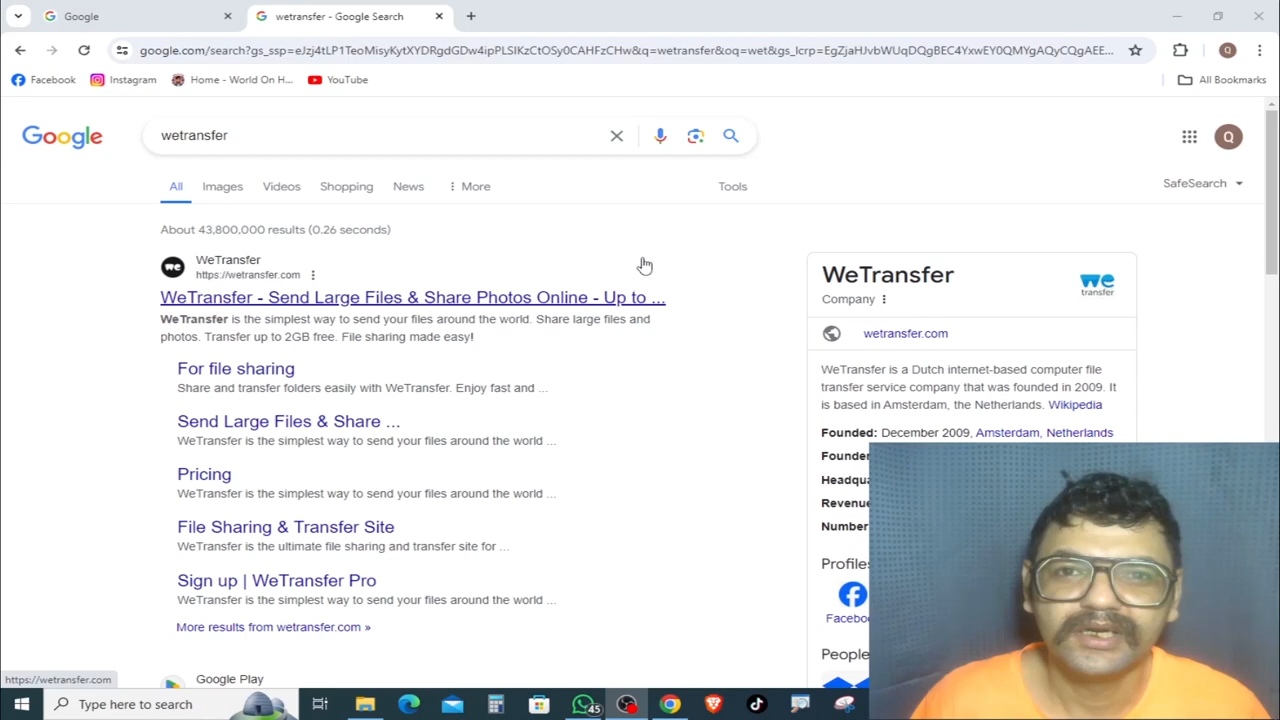 Google
wetransfer - Google Search
google.com/search?gs_ssp=eJzj4tLP1TeoMisyKytXYDRgdGDw4ipPLSlKzCtOSy0CAHFzCHw&q=wetransfer&oq=wet&gs_lcrp=EgZjaHJvbWUqDQgBEC4YxwEY0QMYgAQyCQgAEE...
Facebook
Instagram
Home - World On H...
YouTube
All Bookmarks
Google
wetransfer
Q
Q
All
Images
Videos
Shopping
News
More
Tools
SafeSearch
About 43,800,000 results (0.26 seconds)
we
WeTransfer
https://wetransfer.com
WeTransfer - Send Large Files & Share Photos Online - Up to ...
WeTransfer is the simplest way to send your files around the world. Share large files and
photos. Transfer up to 2GB free. File sharing made easy!
For file sharing
Share and transfer folders easily with WeTransfer. Enjoy fast and ...
Send Large Files & Share ...
WeTransfer is the simplest way to send your files around the world ...
Pricing
WeTransfer is the simplest way to send your files around the world ...
File Sharing & Transfer Site
WeTransfer is the ultimate file sharing and transfer site for ...
Sign up | WeTransfer Pro
WeTransfer is the simplest way to send your files around the world ...
More results from wetransfer.com »
Google Play
WeTransfer
Company
we
transfer
wetransfer.com
WeTransfer is a Dutch internet-based computer file
transfer service company that was founded in 2009. It
is based in Amsterdam, the Netherlands. Wikipedia
Founded: December 2009, Amsterdam, Netherlands
Founde
Headqua
Revenu
Number
Profiles
Facebo
People
https://wetransfer.com
Type here to search
45